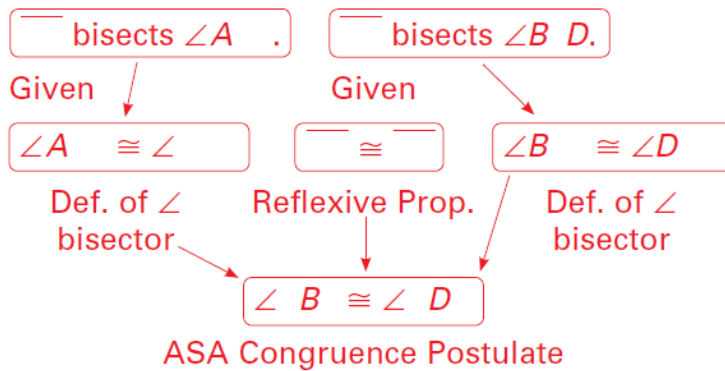 bisects ∠A . bisects ∠B D.
Given Given
∠A ≅ ∠ ≅ ∠B ≅ ∠D
Def. of ∠ Reflexive Prop. Def. of ∠
bisector bisector
∠ B ≅ ∠ D
ASA Congruence Postulate